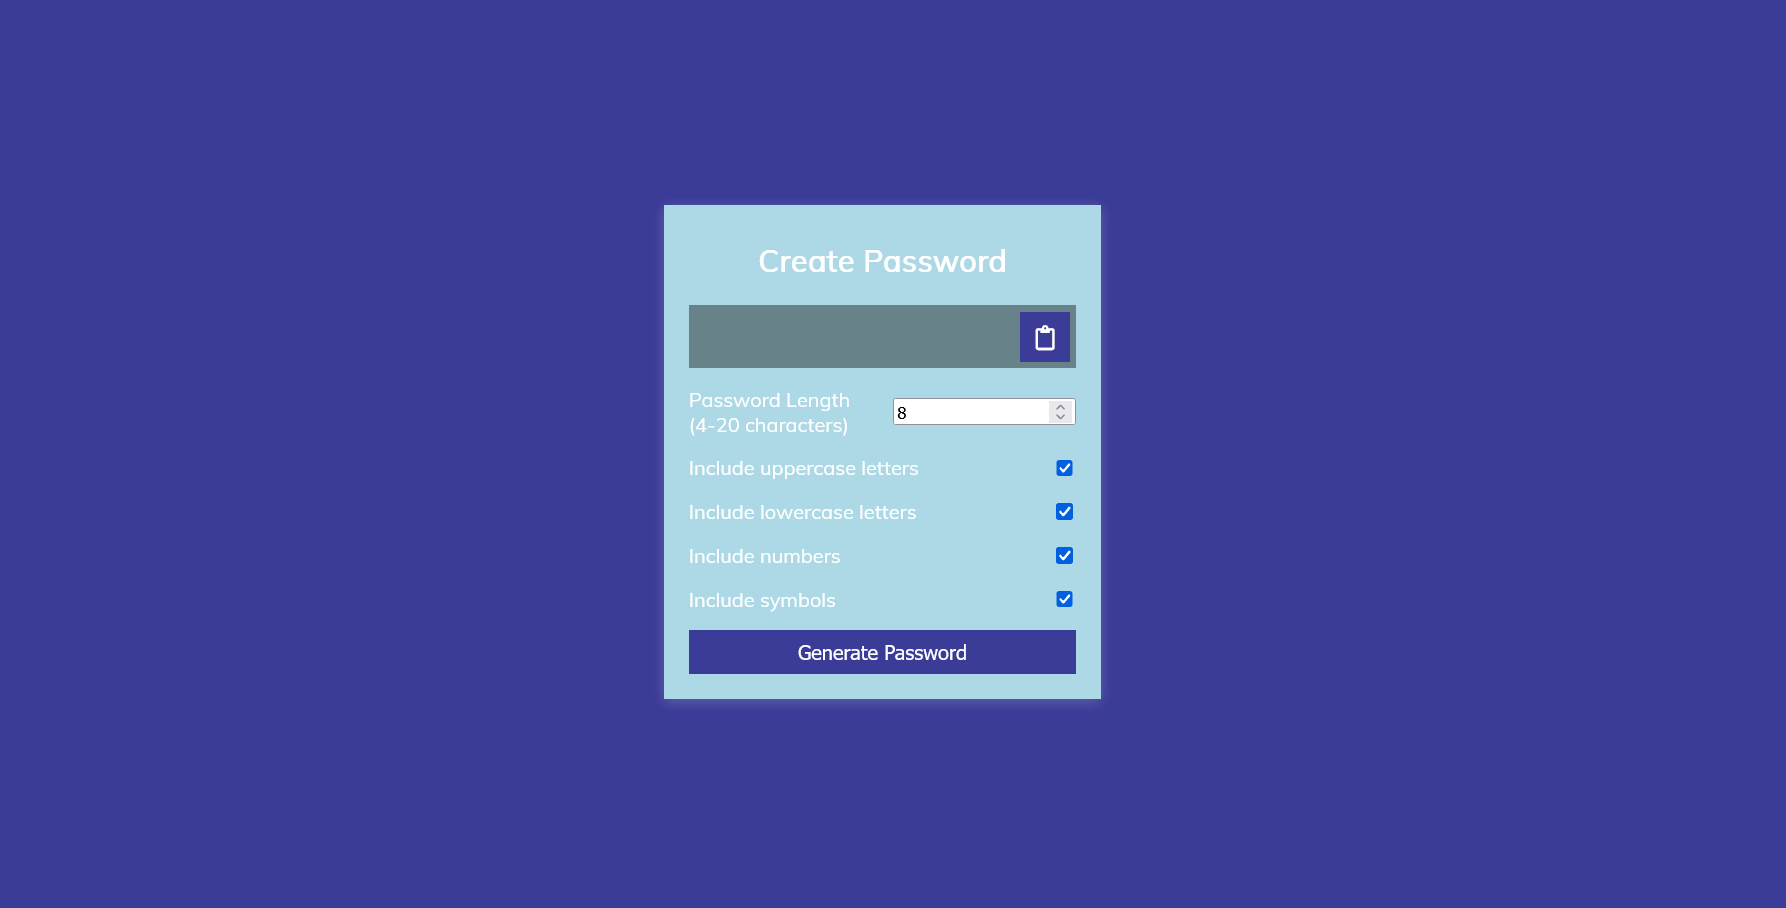 Create Password
Password Length
(4-20 characters)
8
Include uppercase letters
Include lowercase letters
Include numbers
Include symbols
Generate Password